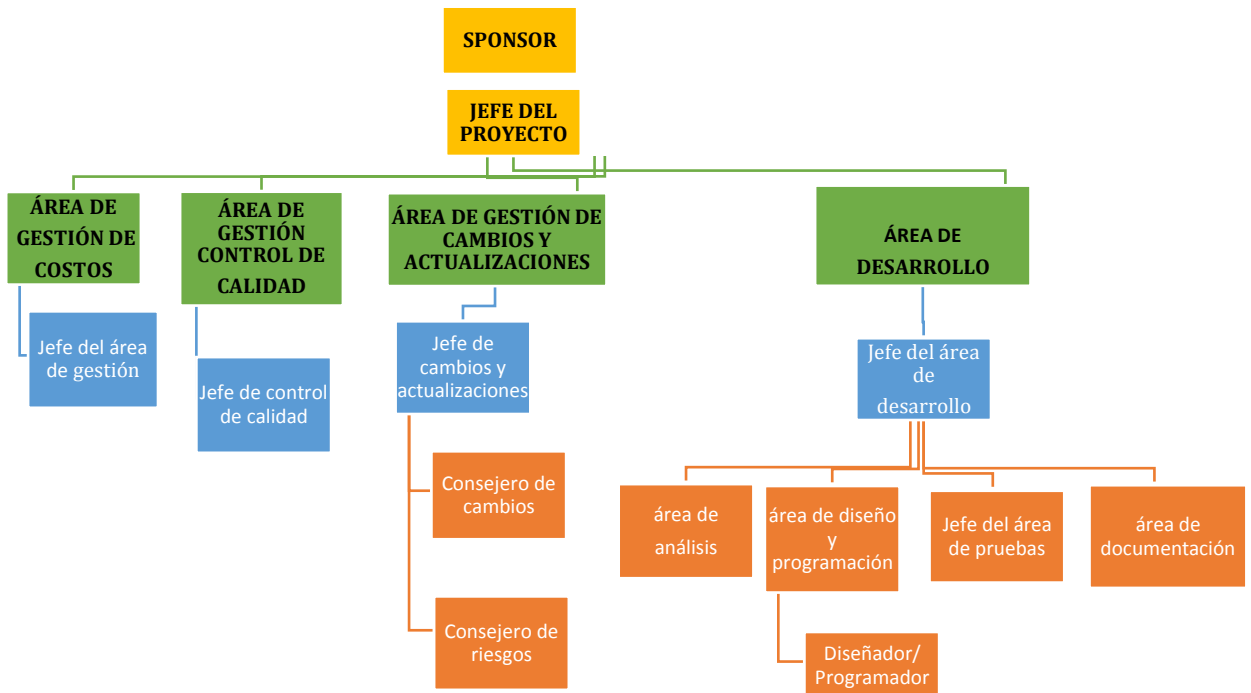 SPONSOR
JEFE DEL
PROYECTO
ÁREA DE
GESTIÓN DE
COSTOS
ÁREA DE
GESTIÓN
CONTROL DE
CALIDAD
ÁREA DE GESTIÓN DE
CAMBIOS Y
ACTUALIZACIONES
ÁREA DE
DESARROLLO
Jefe del área
de gestión
Jefe de control
de calidad
Jefe de
cambios y
actualizaciones
Jefe del área
de
desarrollo
Consejero de
cambios
Consejero de
riesgos
área de
análisis
área de diseño
y
programación
Jefe del área
de pruebas
área de
documentación
Diseñador/
Programador